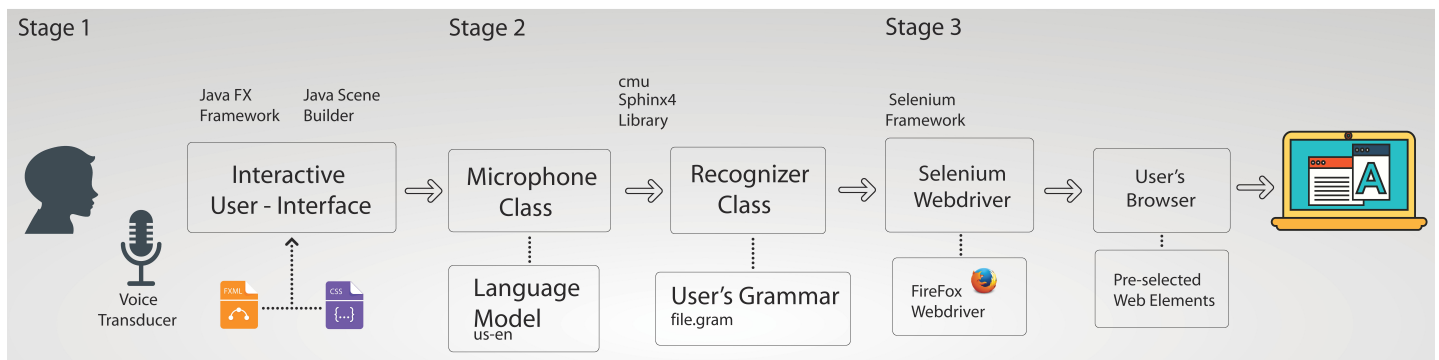 Stage 1
Stage 2
Stage 3
Java FX
Framework
Java Scene
Builder
cmu
Sphinx4
Library
Selenium
Framework
Interactive
User - Interface
Microphone
Class
Recognizer
Class
Selenium
Webdriver
User's
Browser
A
Voice
Transducer
FXML
CSS
{...}
Language
Model
us-en
User's Grammar
file.gram
FireFox
Webdriver
Pre-selected
Web Elements